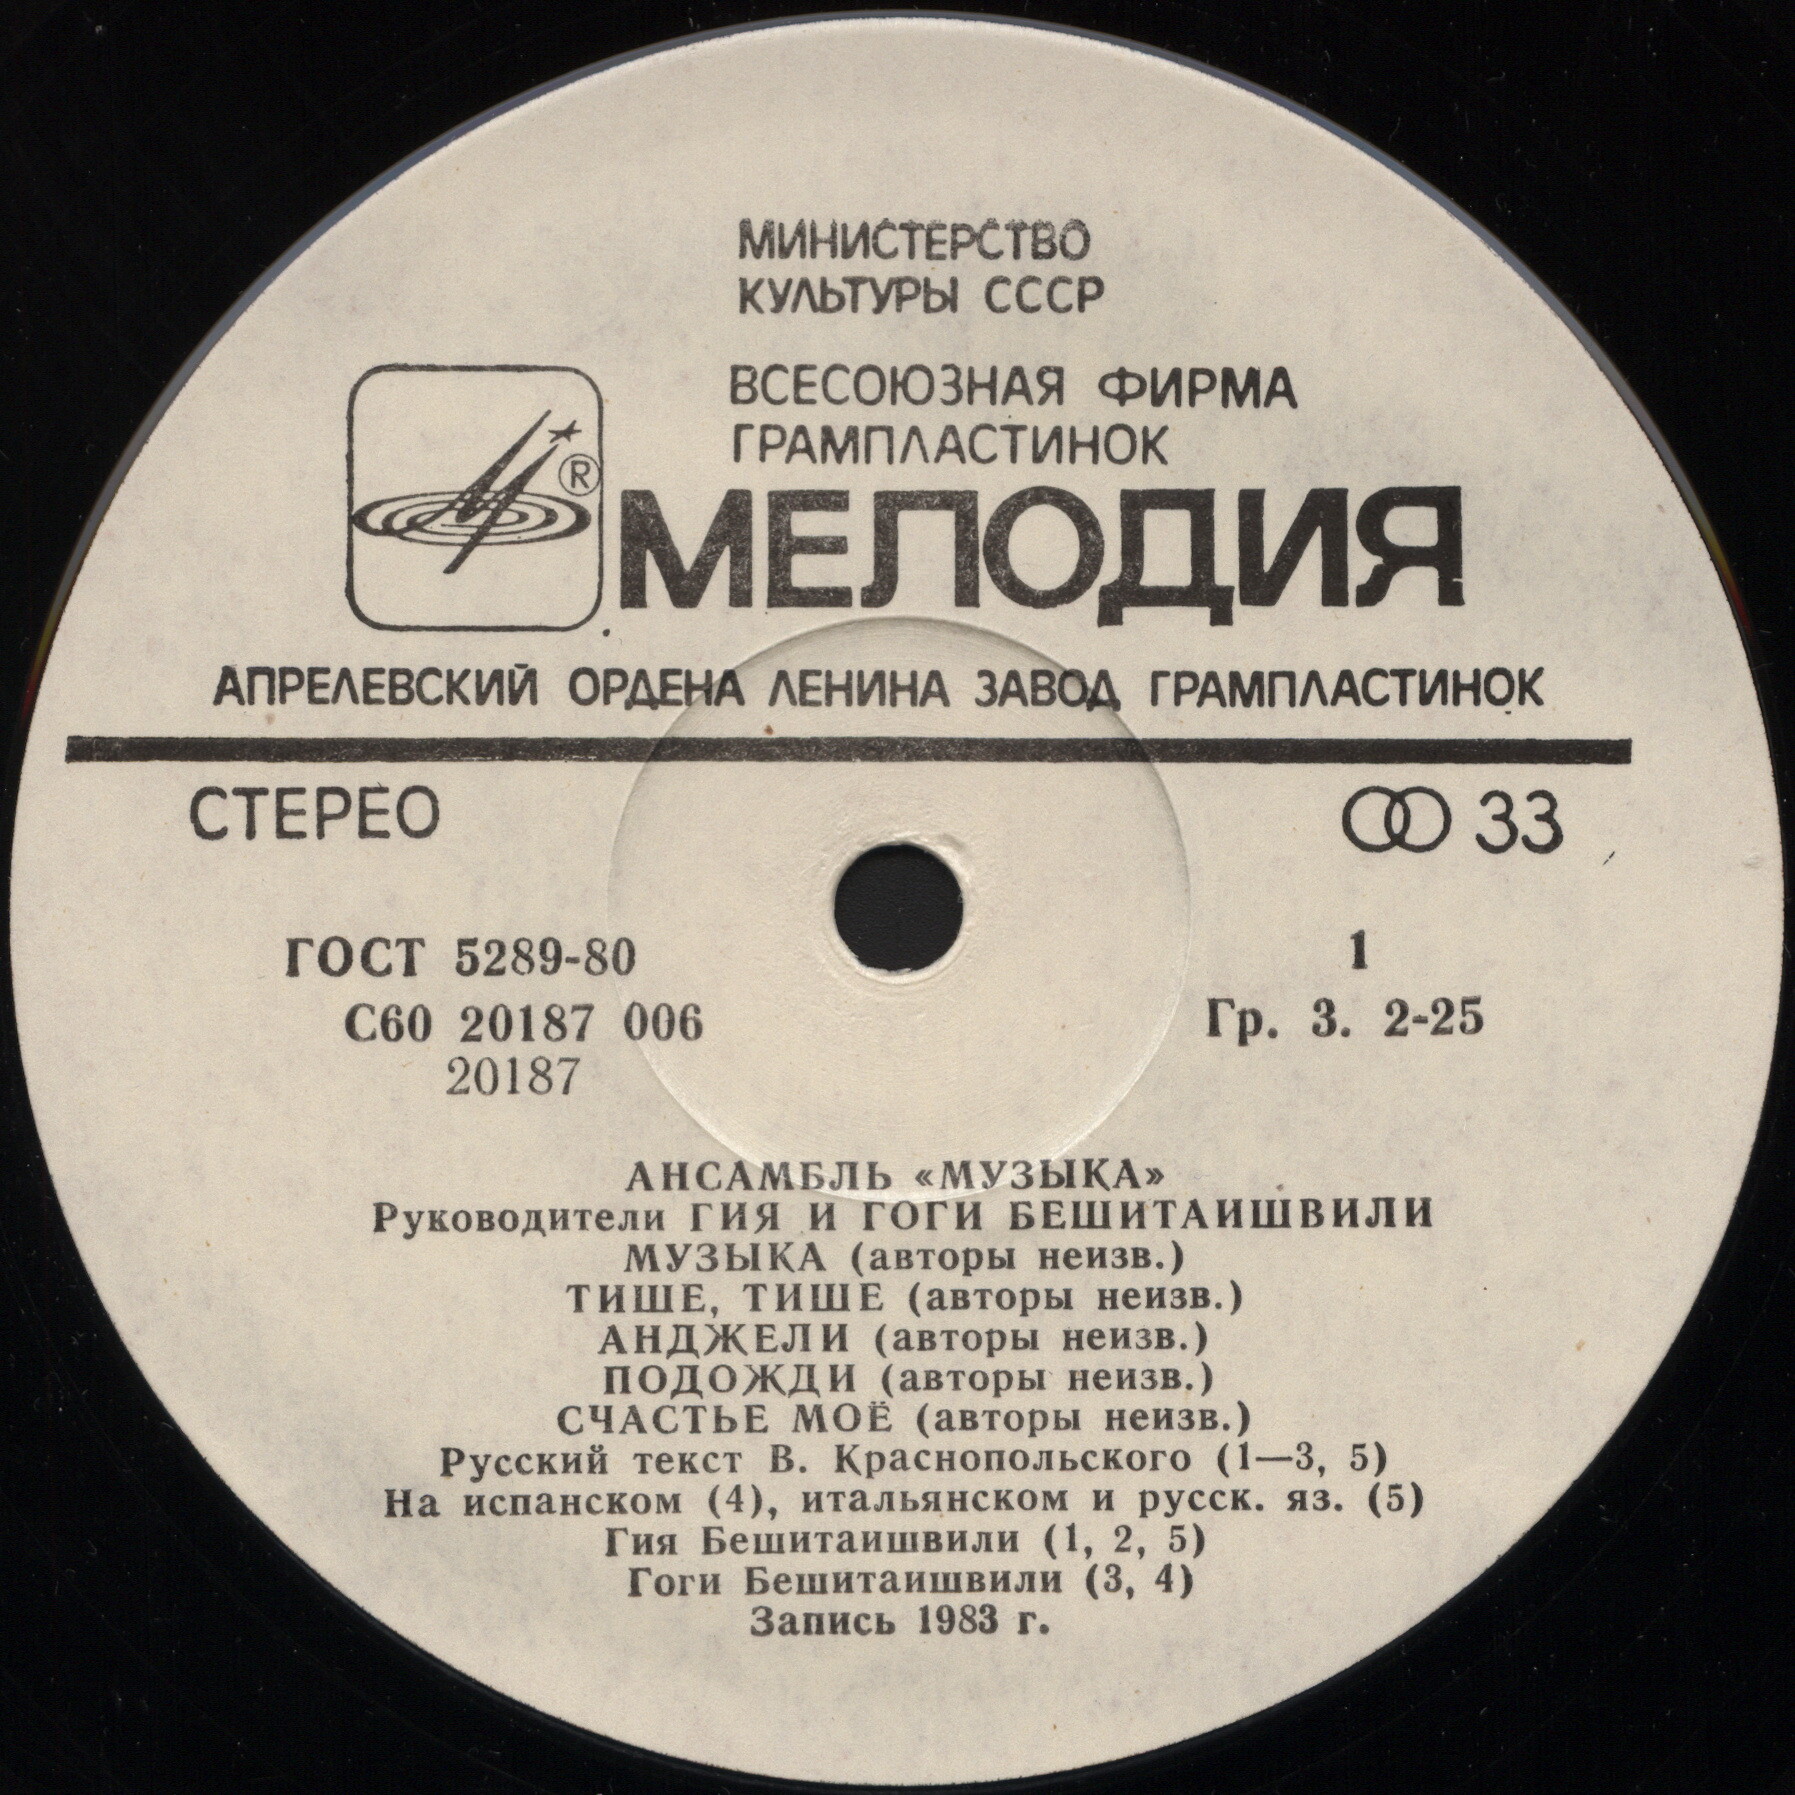 МИНИСТЕРСТВО
КУЛЬТУРЫ СССР
ВСЕСОЮЗНАЯ ФИРМА
ГРАМПЛАСТИНОК
®
МЕЛОДИЯ
АПРЕЛЕВСКИЙ ОРДЕНА ЛЕНИНА ЗАВОД ГРАМПЛАСТИНОК
СТЕРЕО
33
ГОСТ 5289-80
1
С60 20187 006
Гр. 3. 2-25
20187
АНСАМБЛЬ «МУЗЫКА»
Руководители ГИЯ И ГОГИ БЕШИТАИШВИЛИ
МУЗЫКА (авторы неизв.)
ТИШЕ, ТИШЕ (авторы неизв.)
АНДЖЕЛИ (авторы неизв.)
ПОДОЖДИ (авторы неизв.)
СЧАСТЬЕ МОЁ (авторы неизв.)
Русский текст В. Краснопольского (1—3, 5)
На испанском (4), итальянском и русск. яз. (5)
Гия Бешитаишвили (1, 2, 5)
Гоги Бешитаишвили (3, 4)
Запись 1983 г.